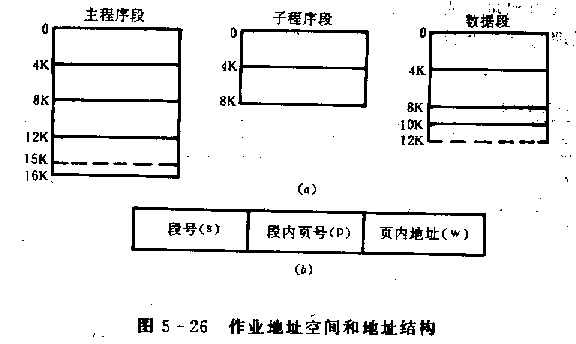 主程序段 子程序段 数据段
0 0 0
4K 4K 4K
8K 8K 8K
12K 10K
15K 12K
16K
(a)
段号(s) 段内页号(p) 页内地址(w)
(b)
图 5-26 作业地址空间和地址结构